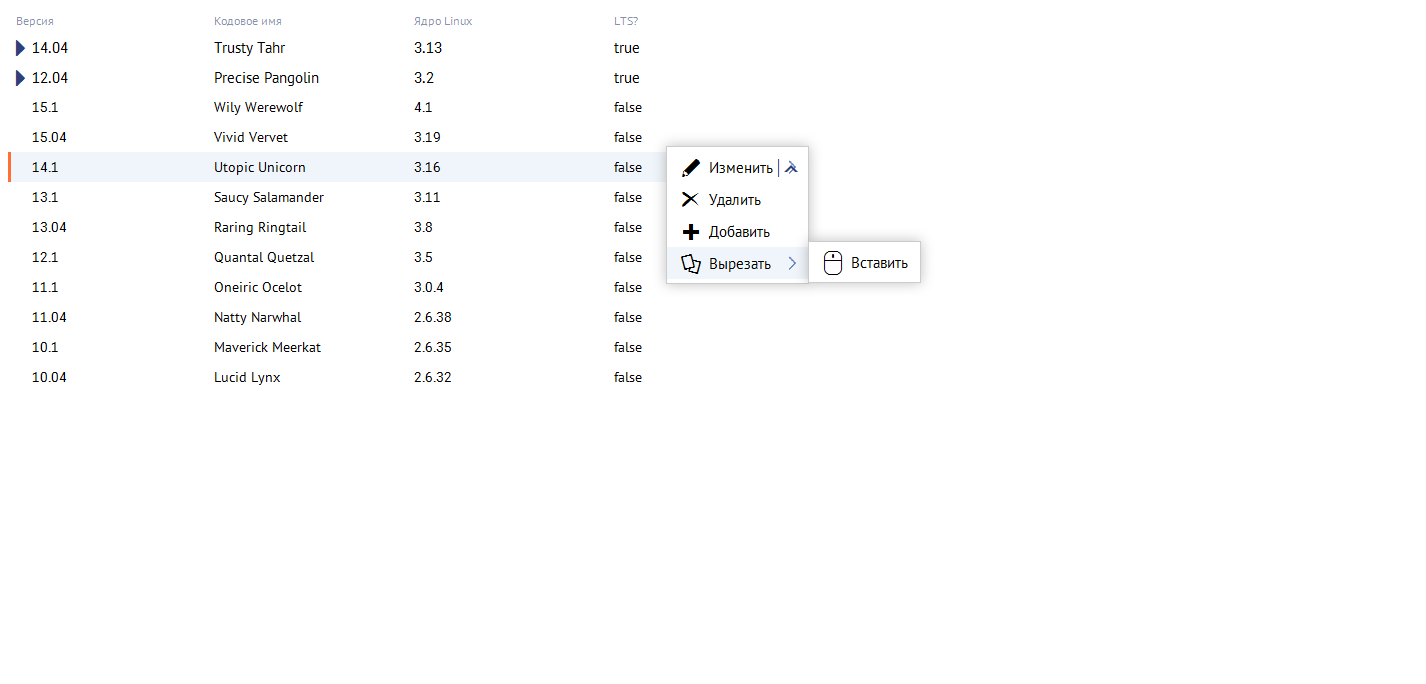 Версия Кодовое имя Ядро Linux LTS?
14.04 Trusty Tahr 3.13 true
12.04 Precise Pangolin 3.2 true
15.1 Wily Werewolf 4.1 false
15.04 Vivid Vervet 3.19 false
14.1 Utopic Unicorn 3.16 false
13.1 Saucy Salamander 3.11 false
13.04 Raring Ringtail 3.8 false
12.1 Quantal Quetzal 3.5 false
11.1 Oneiric Ocelot 3.0.4 false
11.04 Natty Narwhal 2.6.38 false
10.1 Maverick Meerkat 2.6.35 false
10.04 Lucid Lynx 2.6.32 false
Изменить
Удалить
Добавить
Вырезать
Вставить